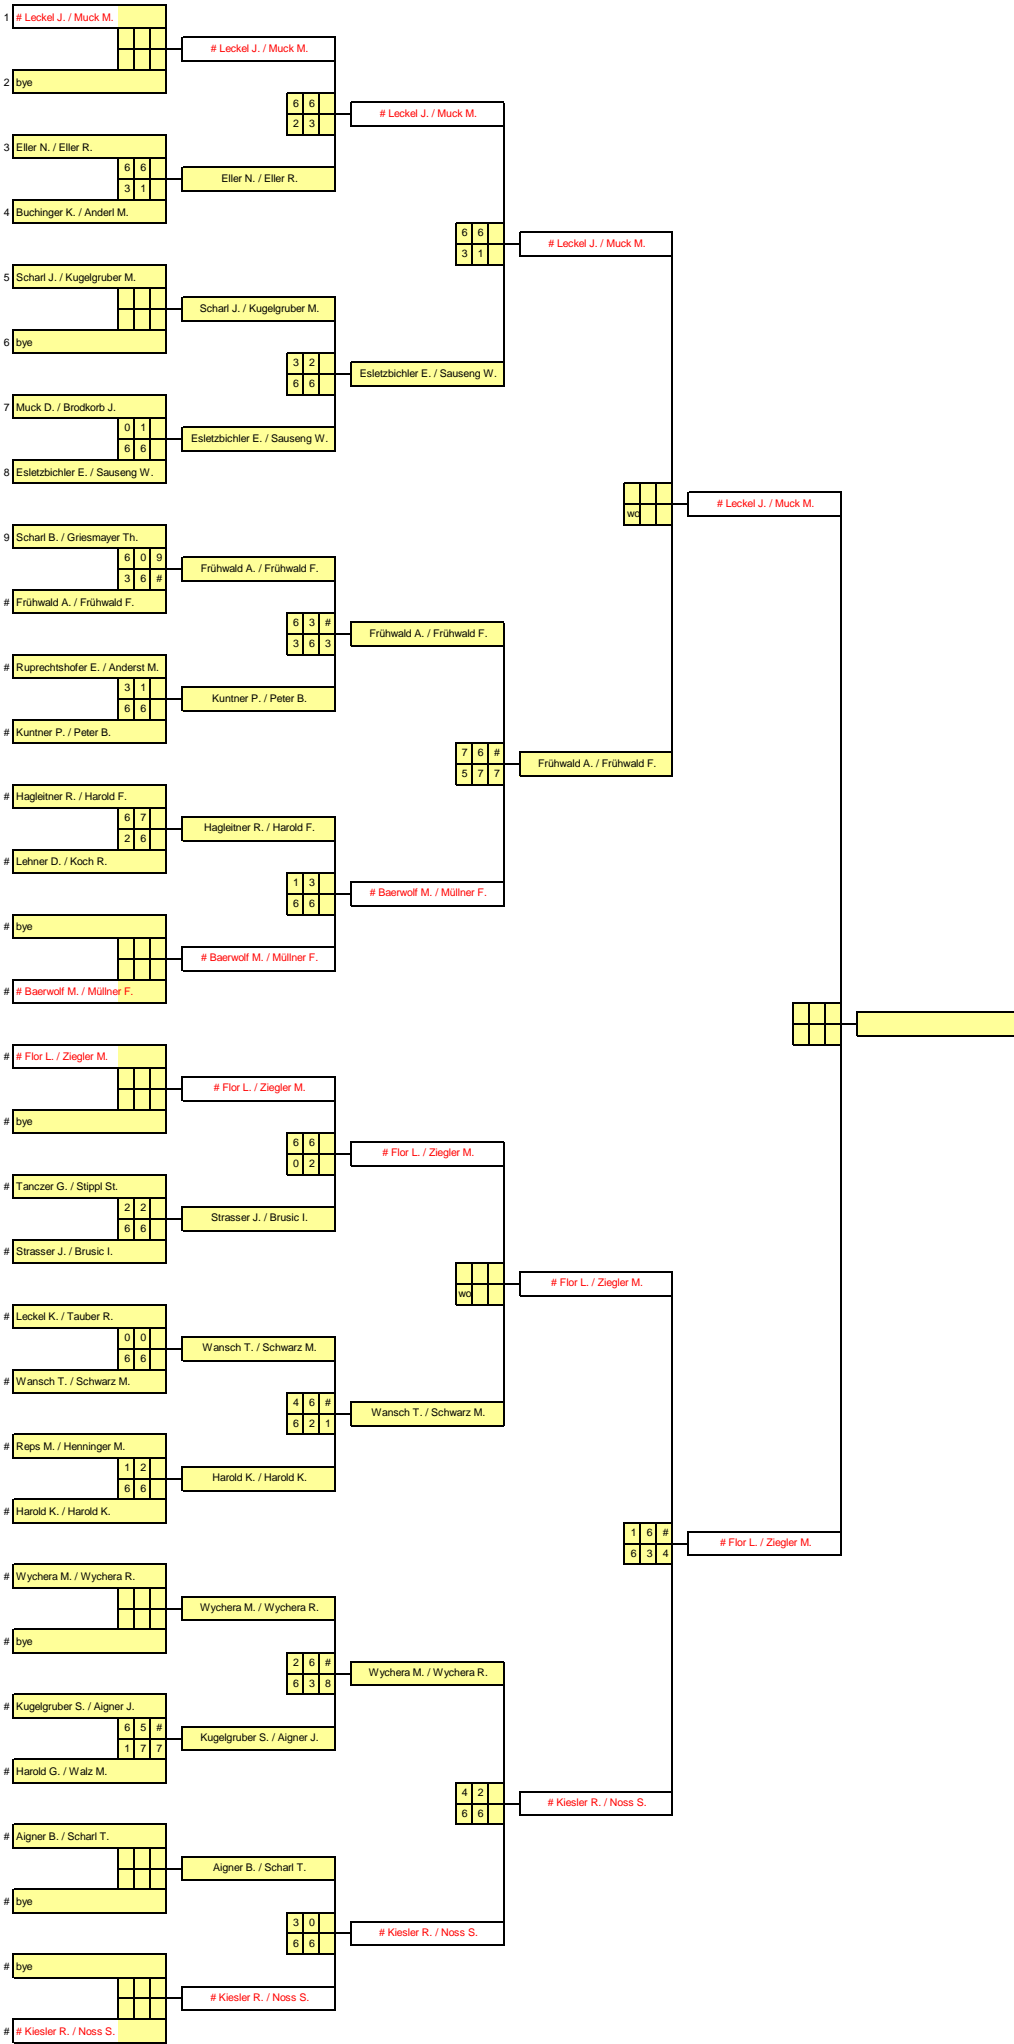 1 # Leckel J. / Muck M.
# Leckel J. / Muck M.
2 bye
6 6
2 3
# Leckel J. / Muck M.
3 Eller N. / Eller R.
6 6
3 1
Eller N. / Eller R.
4 Buchinger K. / Anderl M.
6 6
3 1
# Leckel J. / Muck M.
5 Scharl J. / Kugelgruber M.
Scharl J. / Kugelgruber M.
6 bye
3 2
6 6
Esletzbichler E. / Sauseng W.
7 Muck D. / Brodkorb J.
0 1
6 6
Esletzbichler E. / Sauseng W.
8 Esletzbichler E. / Sauseng W.
wo
# Leckel J. / Muck M.
9 Scharl B. / Griesmayer Th.
6 0 9
3 6 #
Frühwald A. / Frühwald F.
# Frühwald A. / Frühwald F.
6 3 #
3 6 3
Frühwald A. / Frühwald F.
# Ruprechtshofer E. / Anderst M.
3 1
6 6
Kuntner P. / Peter B.
# Kuntner P. / Peter B.
7 6 #
5 7 7
Frühwald A. / Frühwald F.
# Hagleitner R. / Harold F.
6 7
2 6
Hagleitner R. / Harold F.
# Lehner D. / Koch R.
1 3
6 6
# Baerwolf M. / Müllner F.
# bye
# Baerwolf M. / Müllner F.
# # Baerwolf M. / Müllner F.
# # Flor L. / Ziegler M.
# Flor L. / Ziegler M.
# bye
6 6
0 2
# Flor L. / Ziegler M.
# Tanczer G. / Stippl St.
2 2
6 6
Strasser J. / Brusic I.
# Strasser J. / Brusic I.
wo
# Flor L. / Ziegler M.
# Leckel K. / Tauber R.
0 0
6 6
Wansch T. / Schwarz M.
# Wansch T. / Schwarz M.
4 6 #
6 2 1
Wansch T. / Schwarz M.
# Reps M. / Henninger M.
1 2
6 6
Harold K. / Harold K.
# Harold K. / Harold K.
1 6 #
6 3 4
# Flor L. / Ziegler M.
# Wychera M. / Wychera R.
Wychera M. / Wychera R.
# bye
2 6 #
6 3 8
Wychera M. / Wychera R.
# Kugelgruber S. / Aigner J.
6 5 #
1 7 7
Kugelgruber S. / Aigner J.
# Harold G. / Walz M.
4 2
6 6
# Kiesler R. / Noss S.
# Aigner B. / Scharl T.
Aigner B. / Scharl T.
# bye
3 0
6 6
# Kiesler R. / Noss S.
# bye
# Kiesler R. / Noss S.
# # Kiesler R. / Noss S.